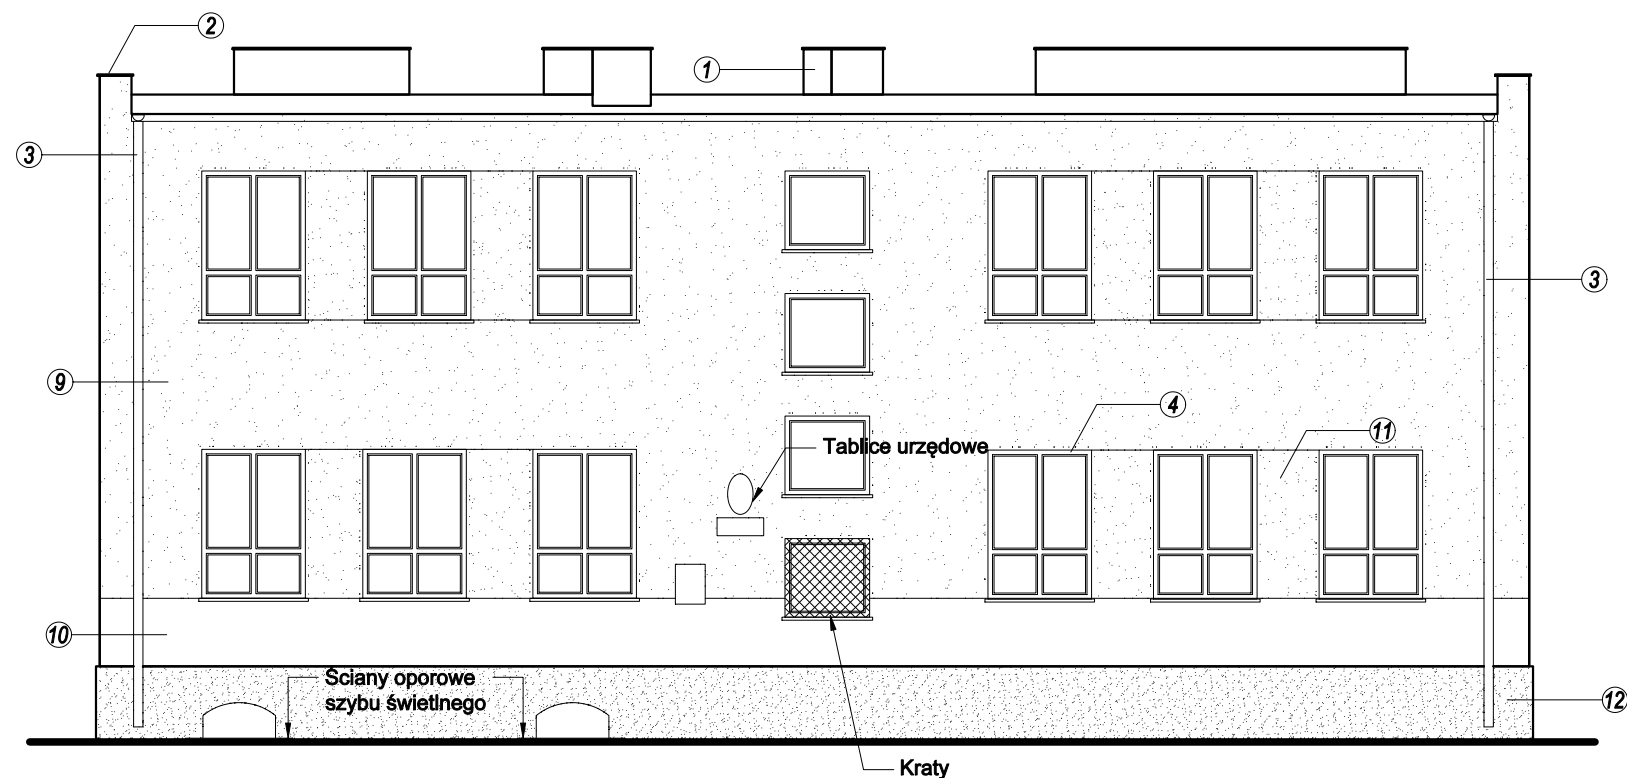 2
1
3
3
9
4
11
Tablice urzędowe
10
Ściany oporowe
szybu świetlnego
12
Kraty